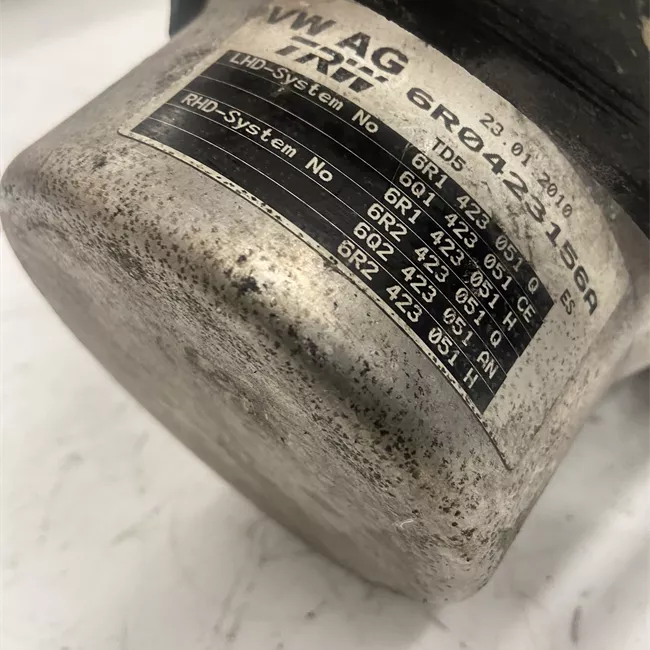 VW AG
TRW
6R0423156A
23 01 2010
TD5
ES
LHD-System No
6R1 423 051 Q
6Q1 423 051 CE
6R1 423 051 H
RHD-System No
6R2 423 051 Q
6Q2 423 051 AN
6R2 423 051 H